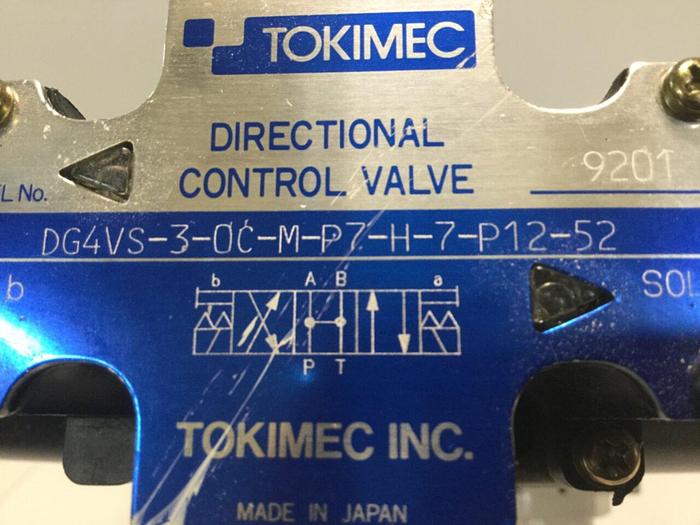 TOKIMEC
DIRECTIONAL
CONTROL VALVE
L No.
9201
DG4VS-3-0C-M-P7-H-7-P12-52
b
SOL
b A B a
P T
TOKIMEC INC.
MADE IN JAPAN